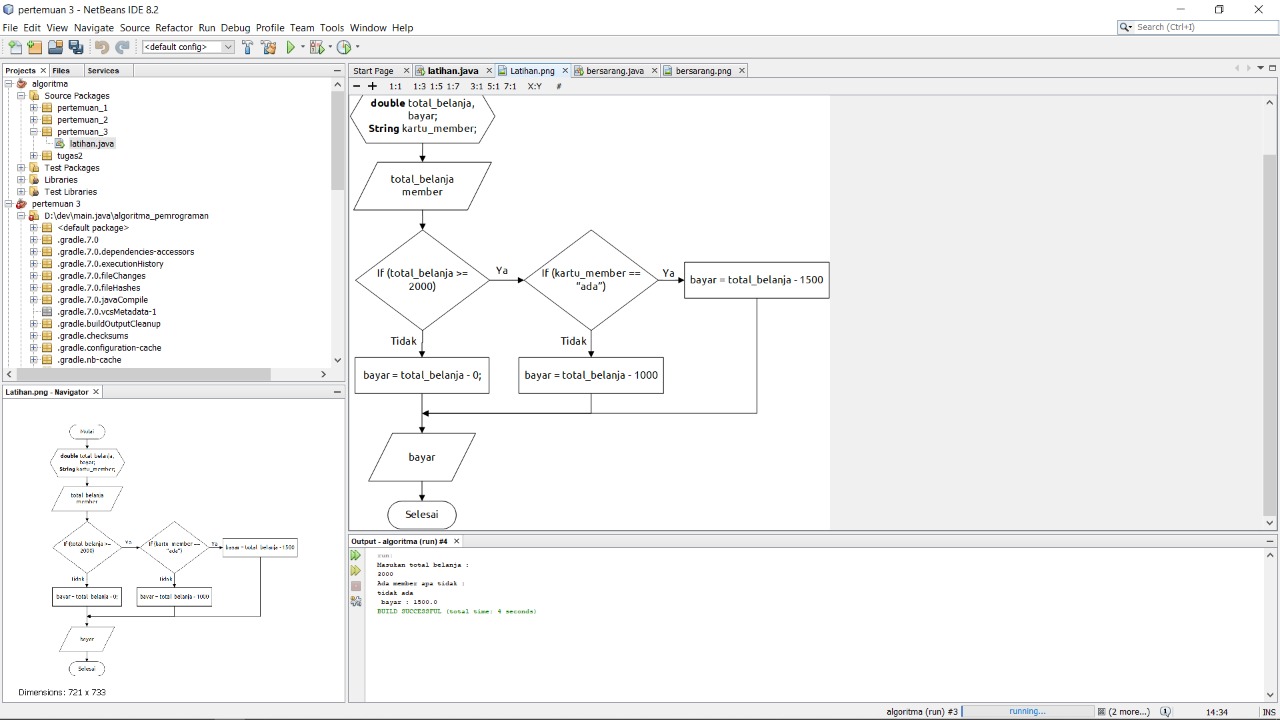 pertemuan 3 - NetBeans IDE 8.2
File Edit View Navigate Source Refactor Run Debug Profile Team Tools Window Help
Search (Ctrl+I)
<default config>
Projects Files Services
algoritma
Source Packages
pertemuan_1
pertemuan_2
pertemuan_3
latihan.java
tugas2
Test Packages
Libraries
Test Libraries
pertemuan 3
D:\dev\main.java\algoritma_pemrograman
<default package>
.gradle.7.0
.gradle.7.0.dependencies-accessors
.gradle.7.0.executionHistory
.gradle.7.0.fileChanges
.gradle.7.0.fileHashes
.gradle.7.0.javaCompile
.gradle.7.0.vcsMetadata-1
.gradle.buildOutputCleanup
.gradle.checksums
.gradle.configuration-cache
.gradle.nb-cache
Latihan.png - Navigator
Mulai
double total_belanja,
bayar;
String kartu_member;
total_belanja
member
If (total_belanja >=
2000)
Ya
If (kartu_member ==
"ada")
Ya
bayar = total_belanja - 1500
Tidak
Tidak
bayar = total_belanja - 0;
bayar = total_belanja - 1000
bayar
Selesai
Dimensions: 721 x 733
Start Page latihan.java Latihan.png bersarang.java bersarang.png
1:1 1:3 1:5 1:7 3:1 5:1 7:1 X:Y #
double total_belanja,
bayar;
String kartu_member;
total_belanja
member
If (total_belanja >=
2000)
Ya
If (kartu_member ==
"ada")
Ya
bayar = total_belanja - 1500
Tidak
Tidak
bayar = total_belanja - 0;
bayar = total_belanja - 1000
bayar
Selesai
Output - algoritma (run) #4
run:
Masukan total belanja :
2000
Ada member apa tidak :
tidak ada
bayar : 1500.0
BUILD SUCCESSFUL (total time: 4 seconds)
algoritma (run) #3
running...
(2 more...)
14:34
INS